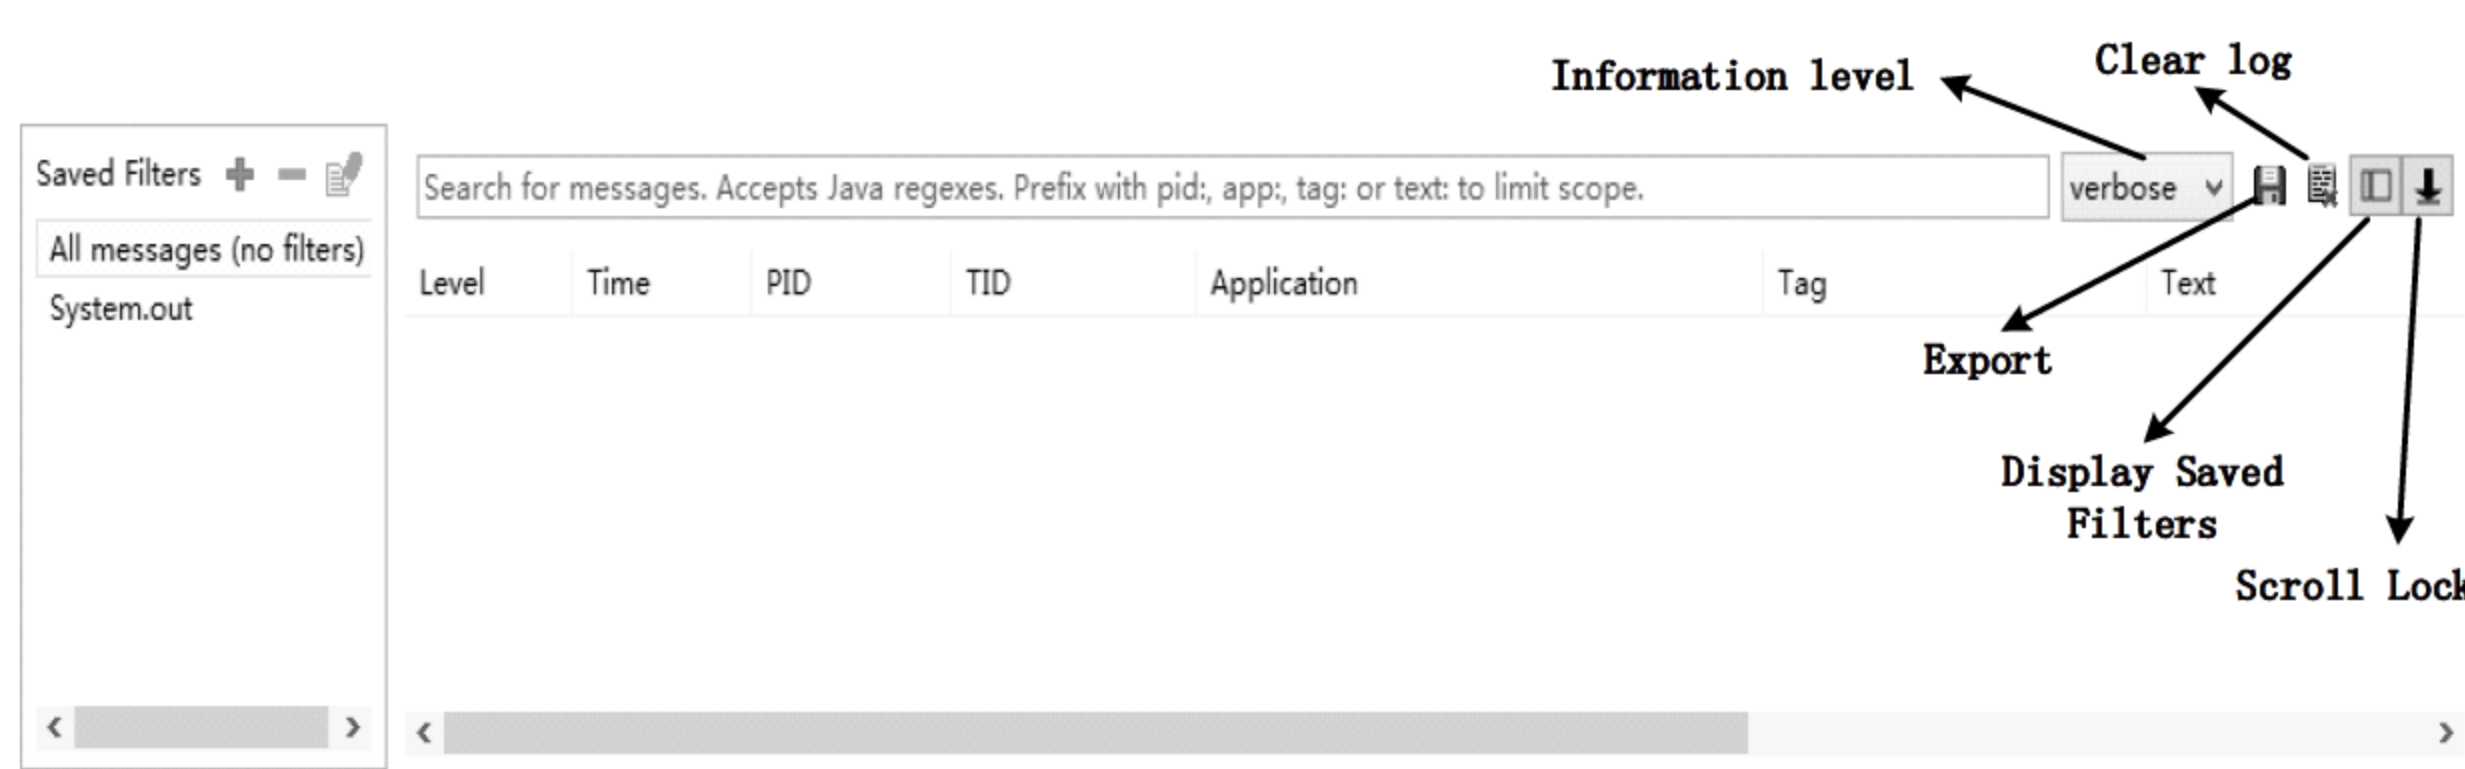 Information level
Clear log
Saved Filters
Search for messages. Accepts Java regexes. Prefix with pid:, app:, tag: or text: to limit scope.
verbose
All messages (no filters)
System.out
Level Time PID TID Application Tag Text
Export
Display Saved
Filters
Scroll Lock